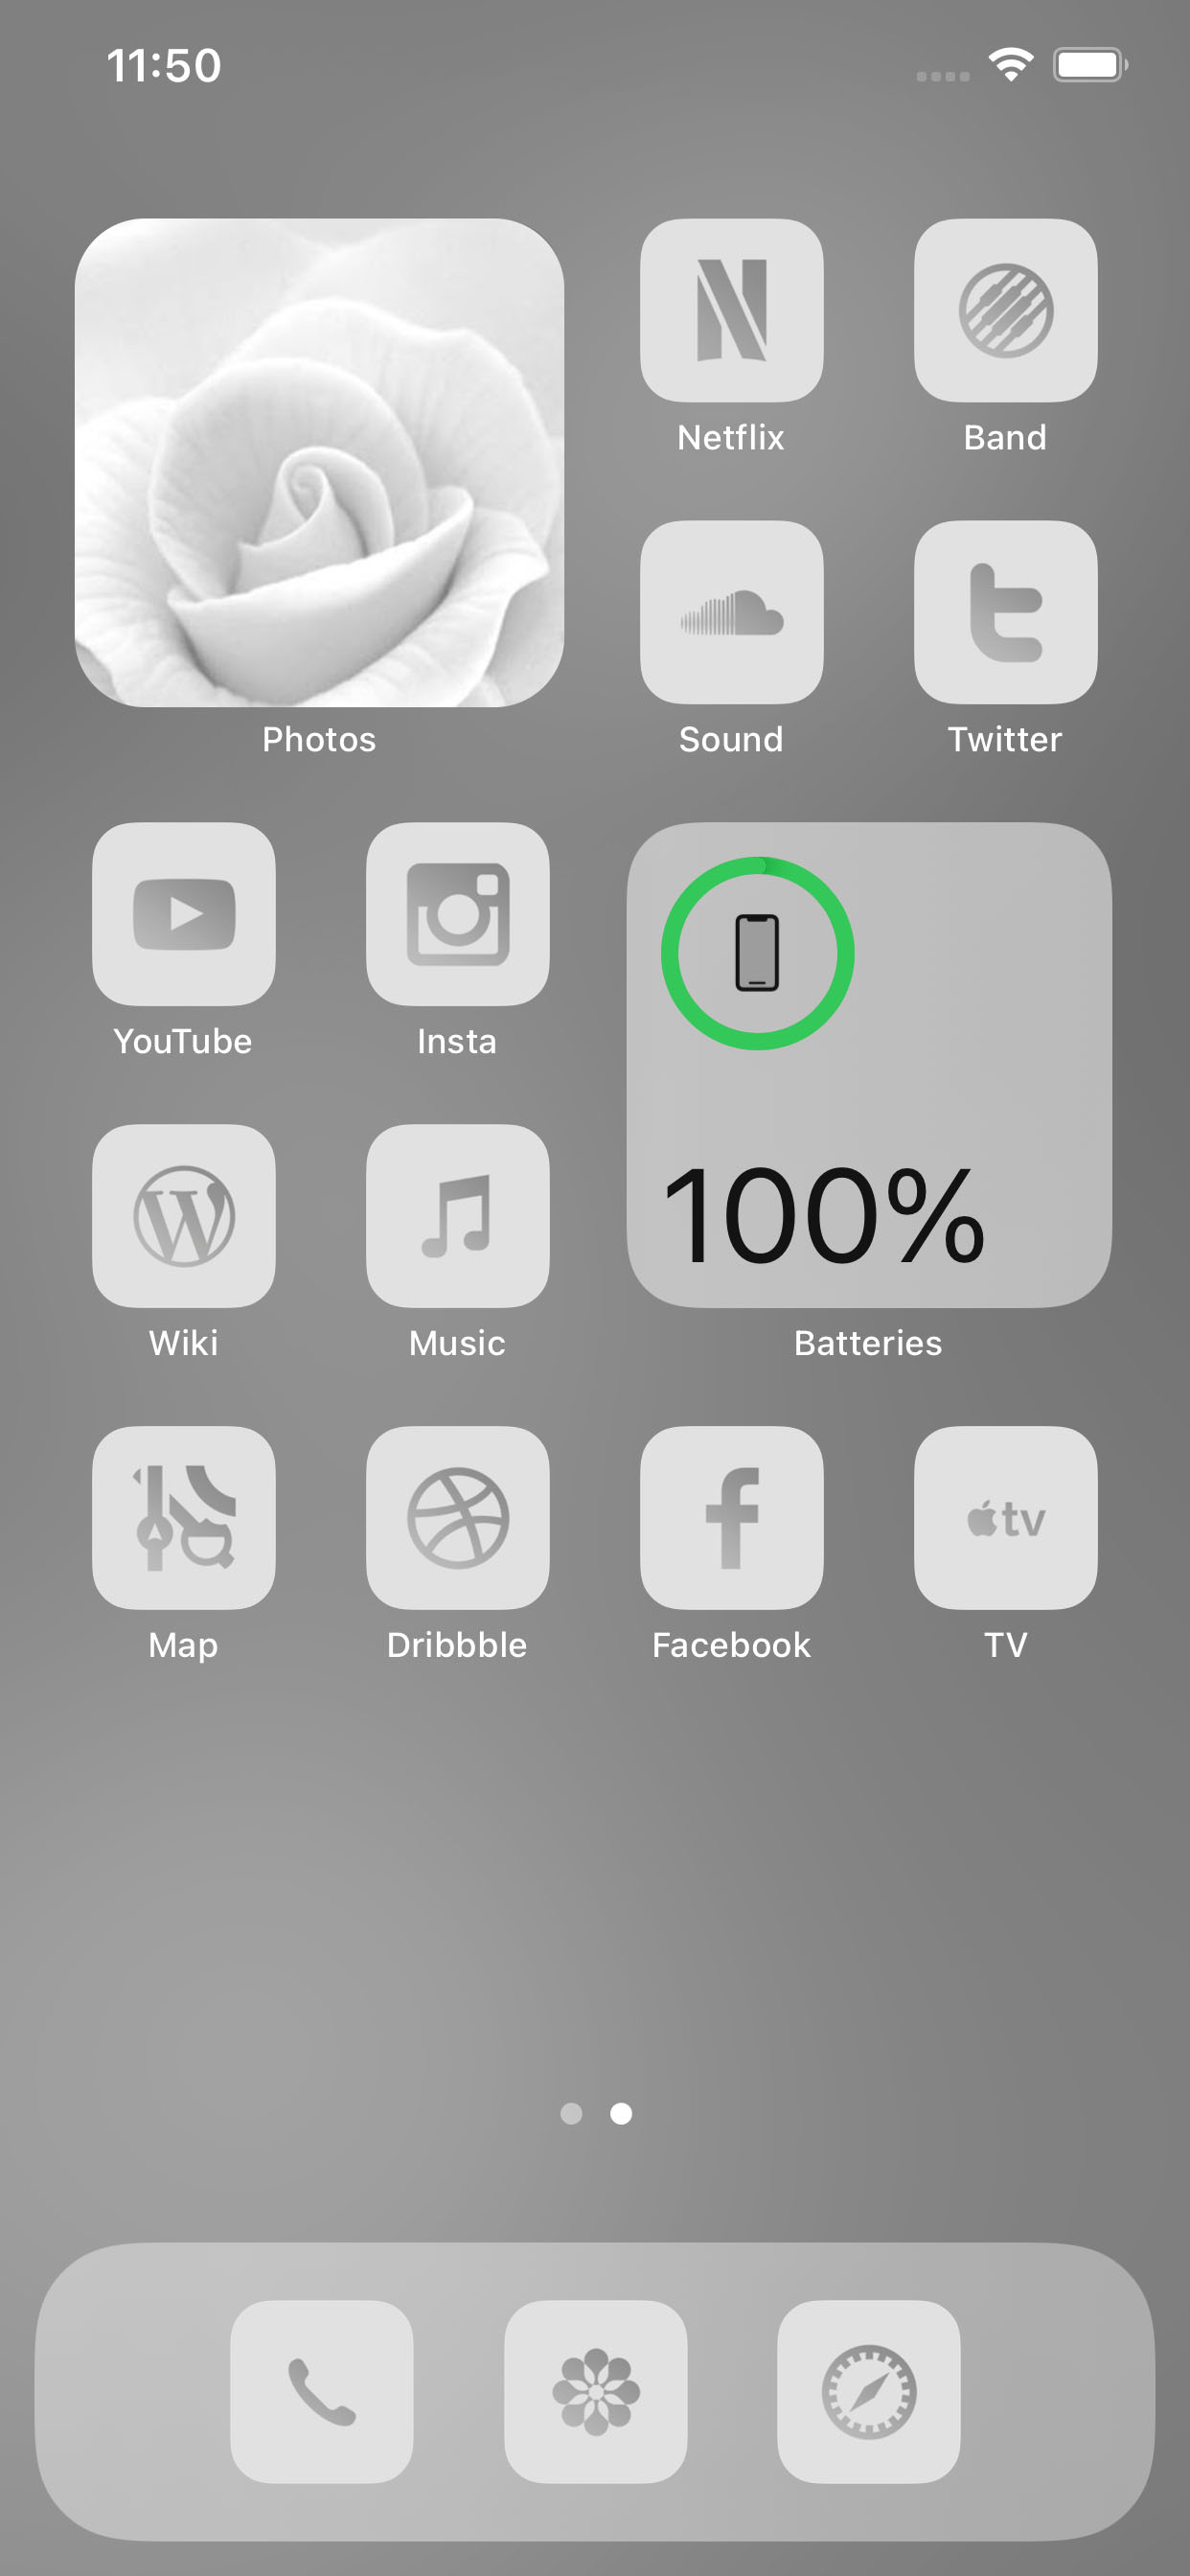 11:50
Netflix
Band
Photos
Sound
Twitter
YouTube
Insta
100%
Wiki
Music
Batteries
tv
Map
Dribbble
Facebook
TV